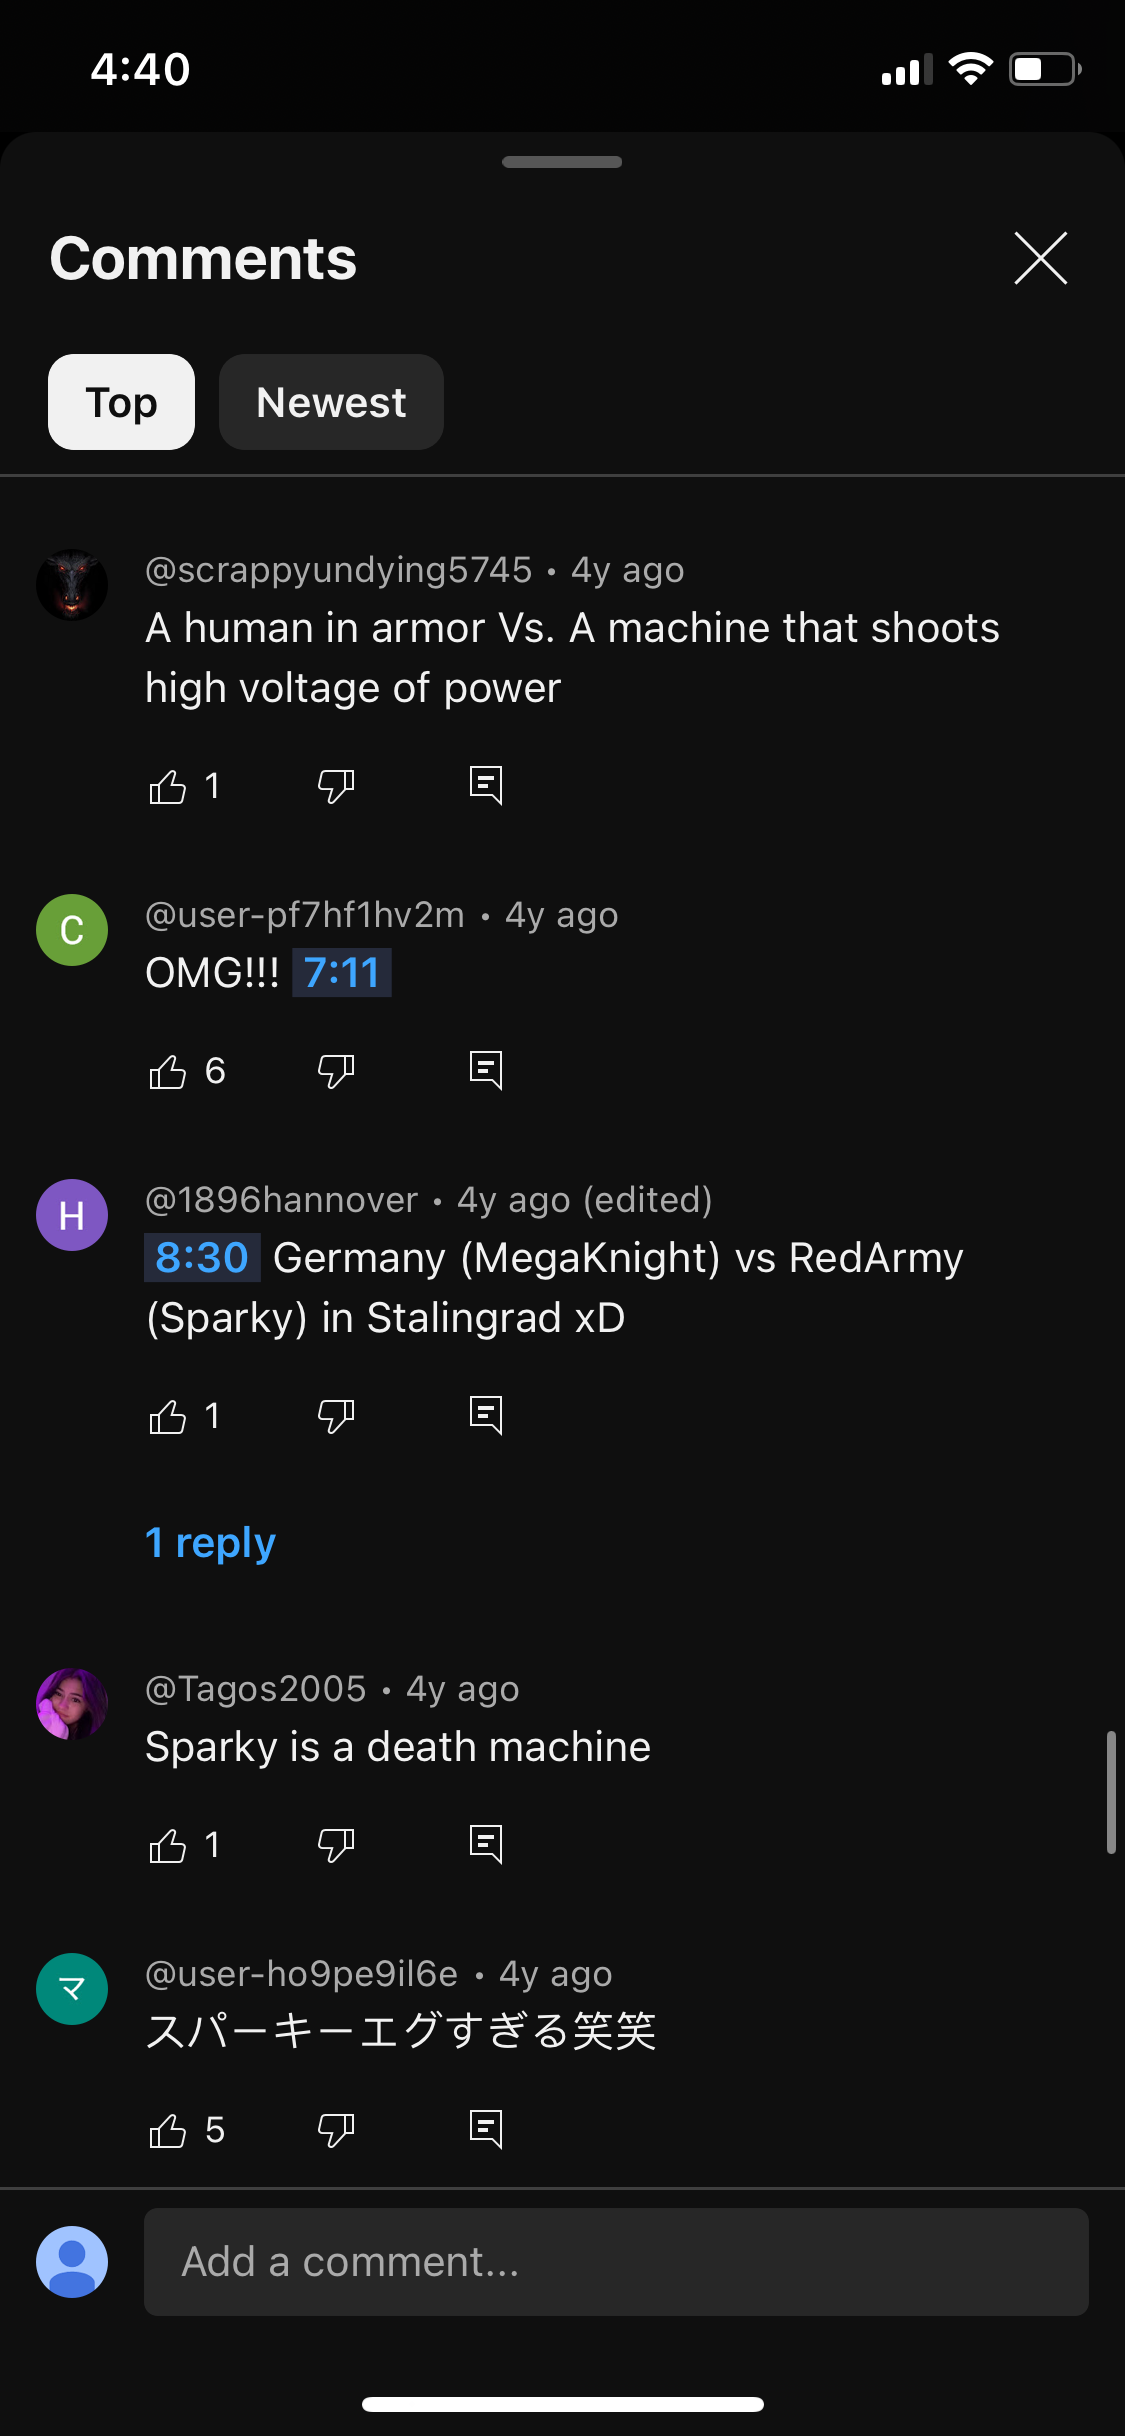 4:40
Comments
Top Newest
@scrappyundying5745 • 4y ago
A human in armor Vs. A machine that shoots
high voltage of power
1
C
@user-pf7hf1hv2m • 4y ago
OMG!!! 7:11
6
H
@1896hannover • 4y ago (edited)
8:30 Germany (MegaKnight) vs RedArmy
(Sparky) in Stalingrad xD
1
1 reply
@Tagos2005 • 4y ago
Sparky is a death machine
1
マ
@user-ho9pe9il6e • 4y ago
スパーキーエグすぎる笑笑
5
Add a comment...